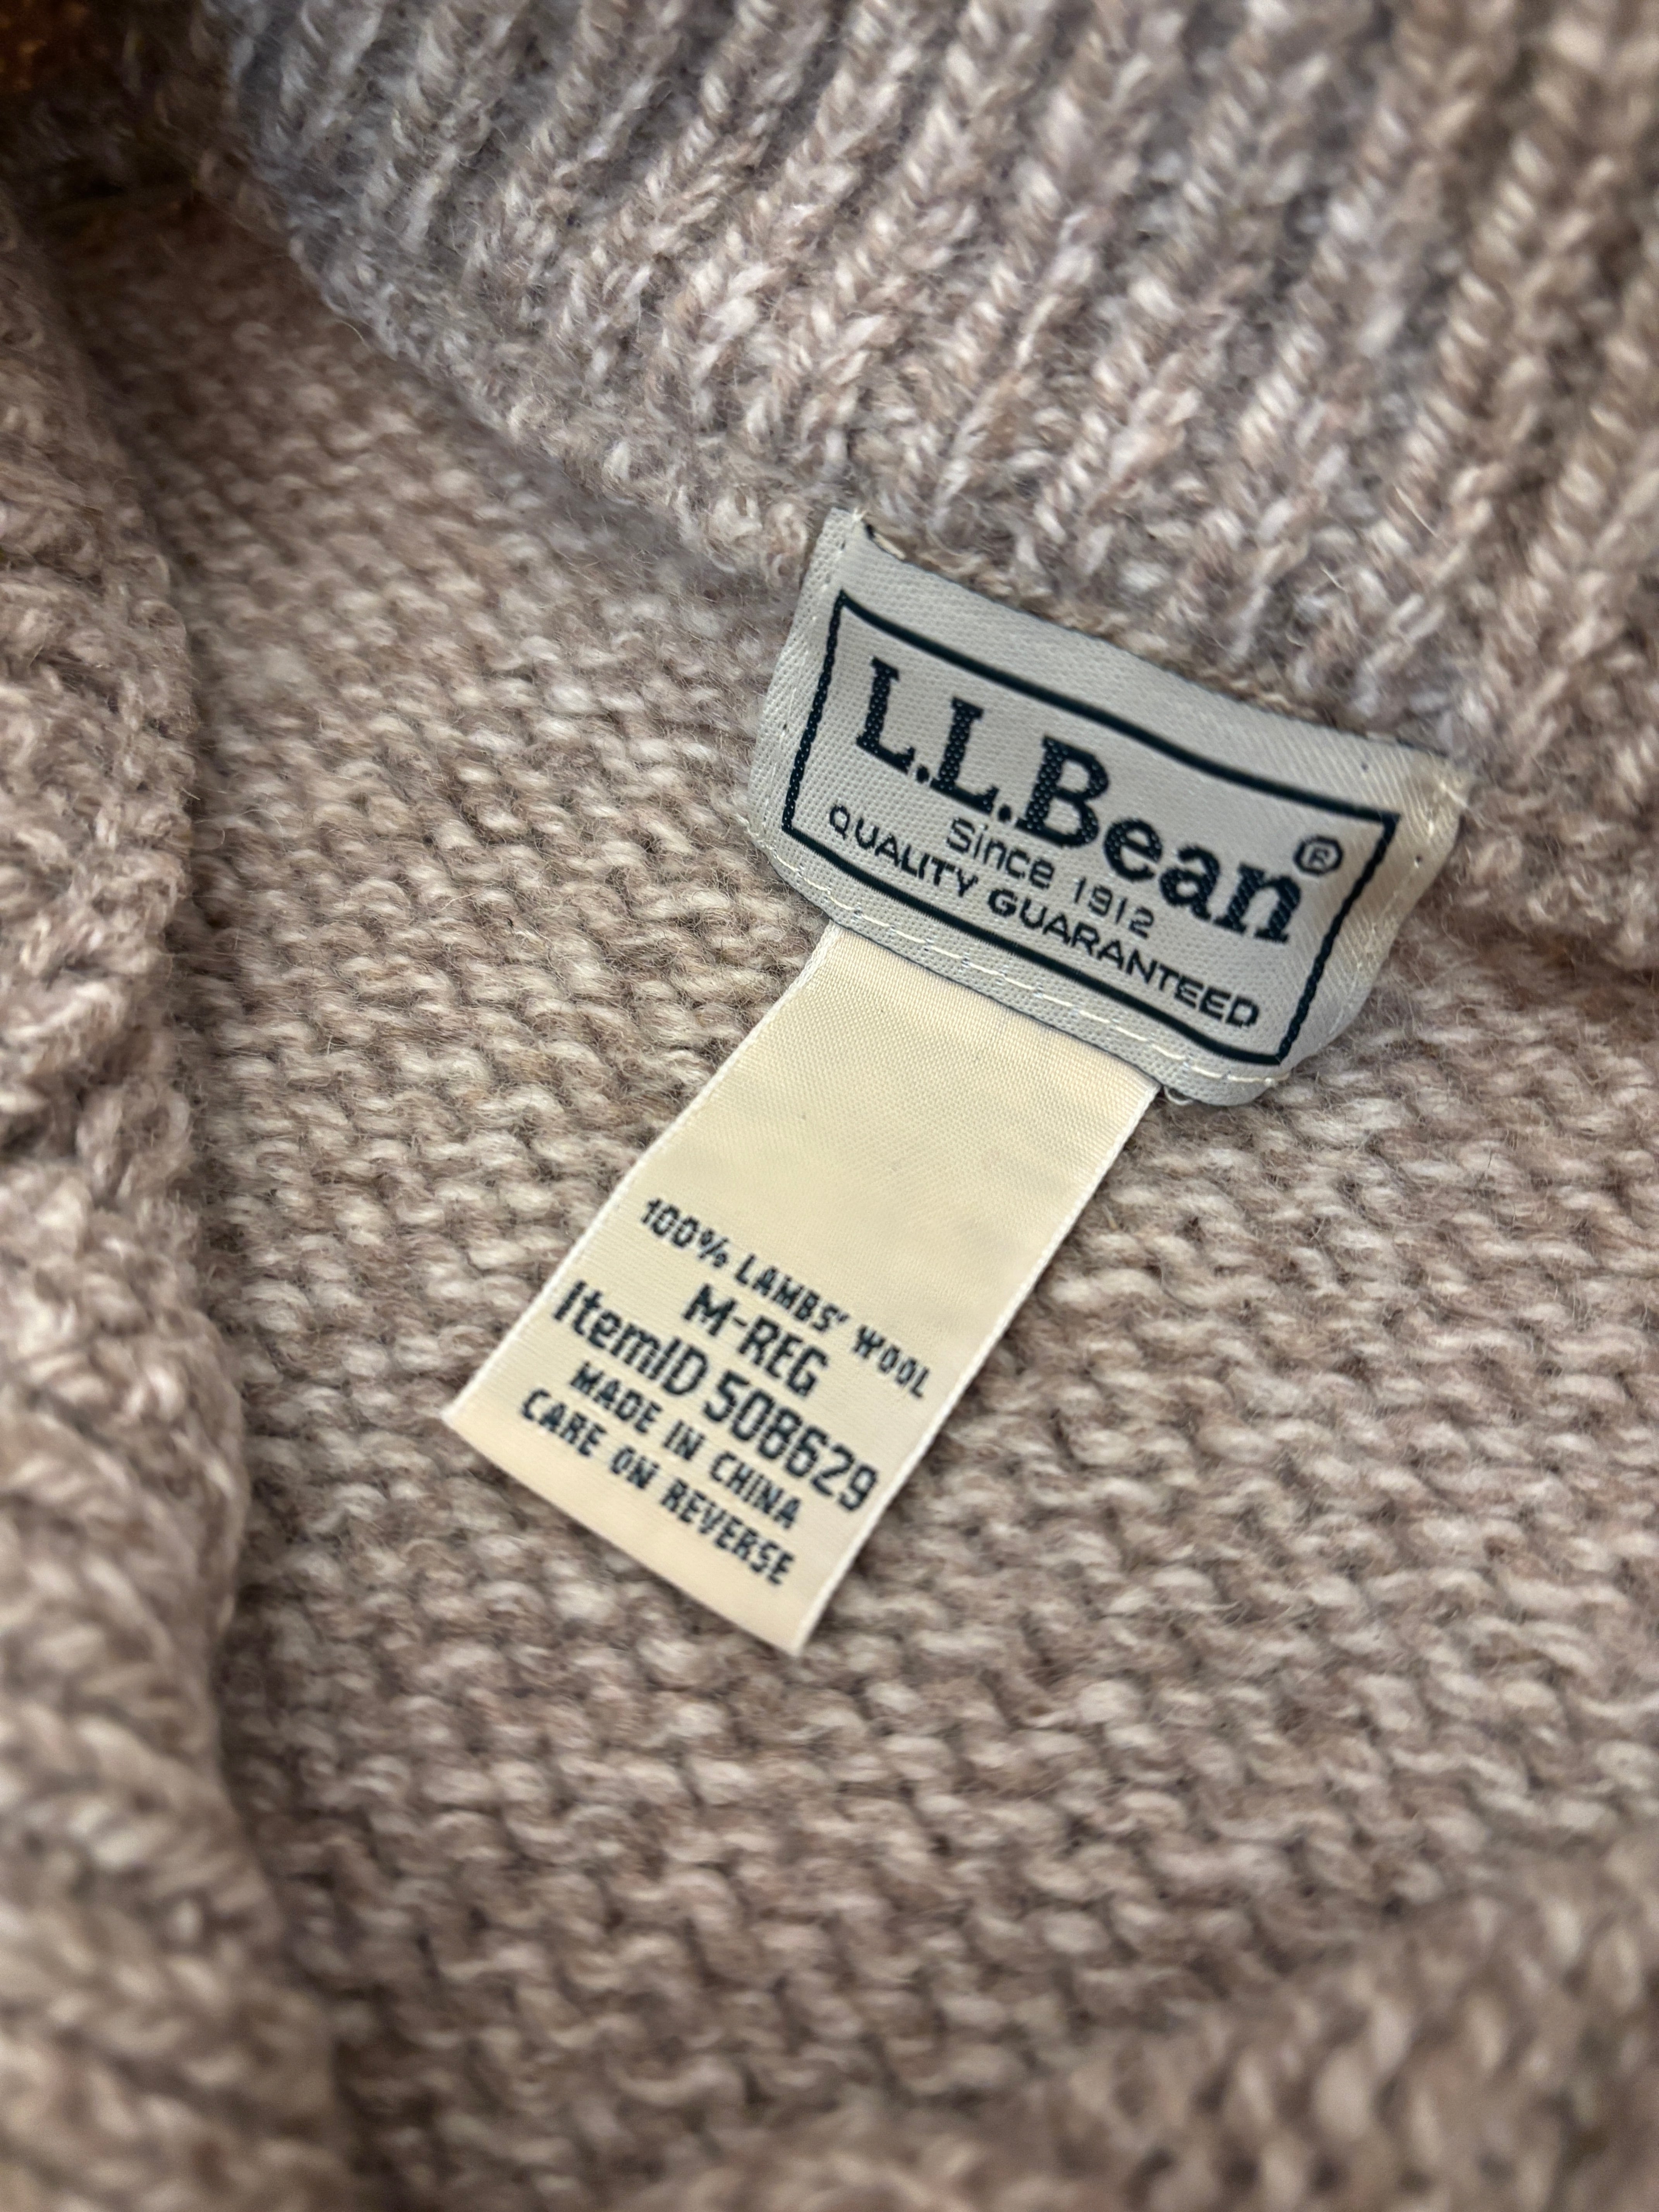 L.L.Bean®
Since 1912
QUALITY GUARANTEED
100% LAMBS' WOOL
M-REG
ItemID 508629
MADE IN CHINA
CARE ON REVERSE